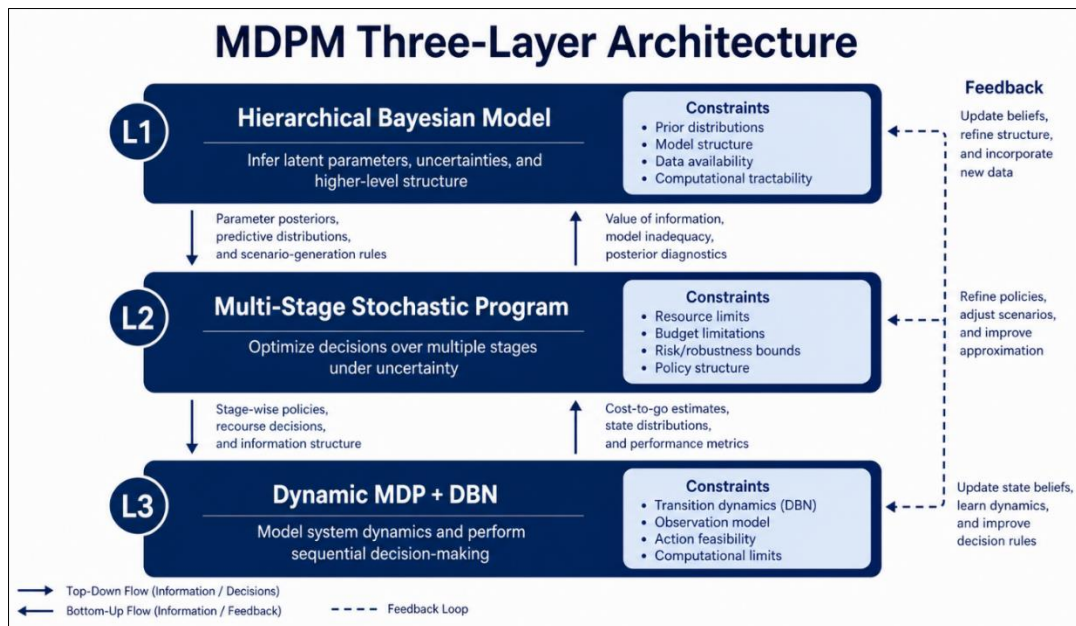 MDPM Three-Layer Architecture
L1
Hierarchical Bayesian Model
Infer latent parameters, uncertainties, and
higher-level structure
Constraints
• Prior distributions
• Model structure
• Data availability
• Computational tractability
Feedback
Update beliefs,
refine structure,
and incorporate
new data
Parameter posteriors,
predictive distributions,
and scenario-generation rules
Value of information,
model inadequacy,
posterior diagnostics
L2
Multi-Stage Stochastic Program
Optimize decisions over multiple stages
under uncertainty
Constraints
• Resource limits
• Budget limitations
• Risk/robustness bounds
• Policy structure
Refine policies,
adjust scenarios,
and improve
approximation
Stage-wise policies,
recourse decisions,
and information structure
Cost-to-go estimates,
state distributions,
and performance metrics
L3
Dynamic MDP + DBN
Model system dynamics and perform
sequential decision-making
Constraints
• Transition dynamics (DBN)
• Observation model
• Action feasibility
• Computational limits
Update state beliefs,
learn dynamics,
and improve
decision rules
Top-Down Flow (Information / Decisions)
Bottom-Up Flow (Information / Feedback)
Feedback Loop